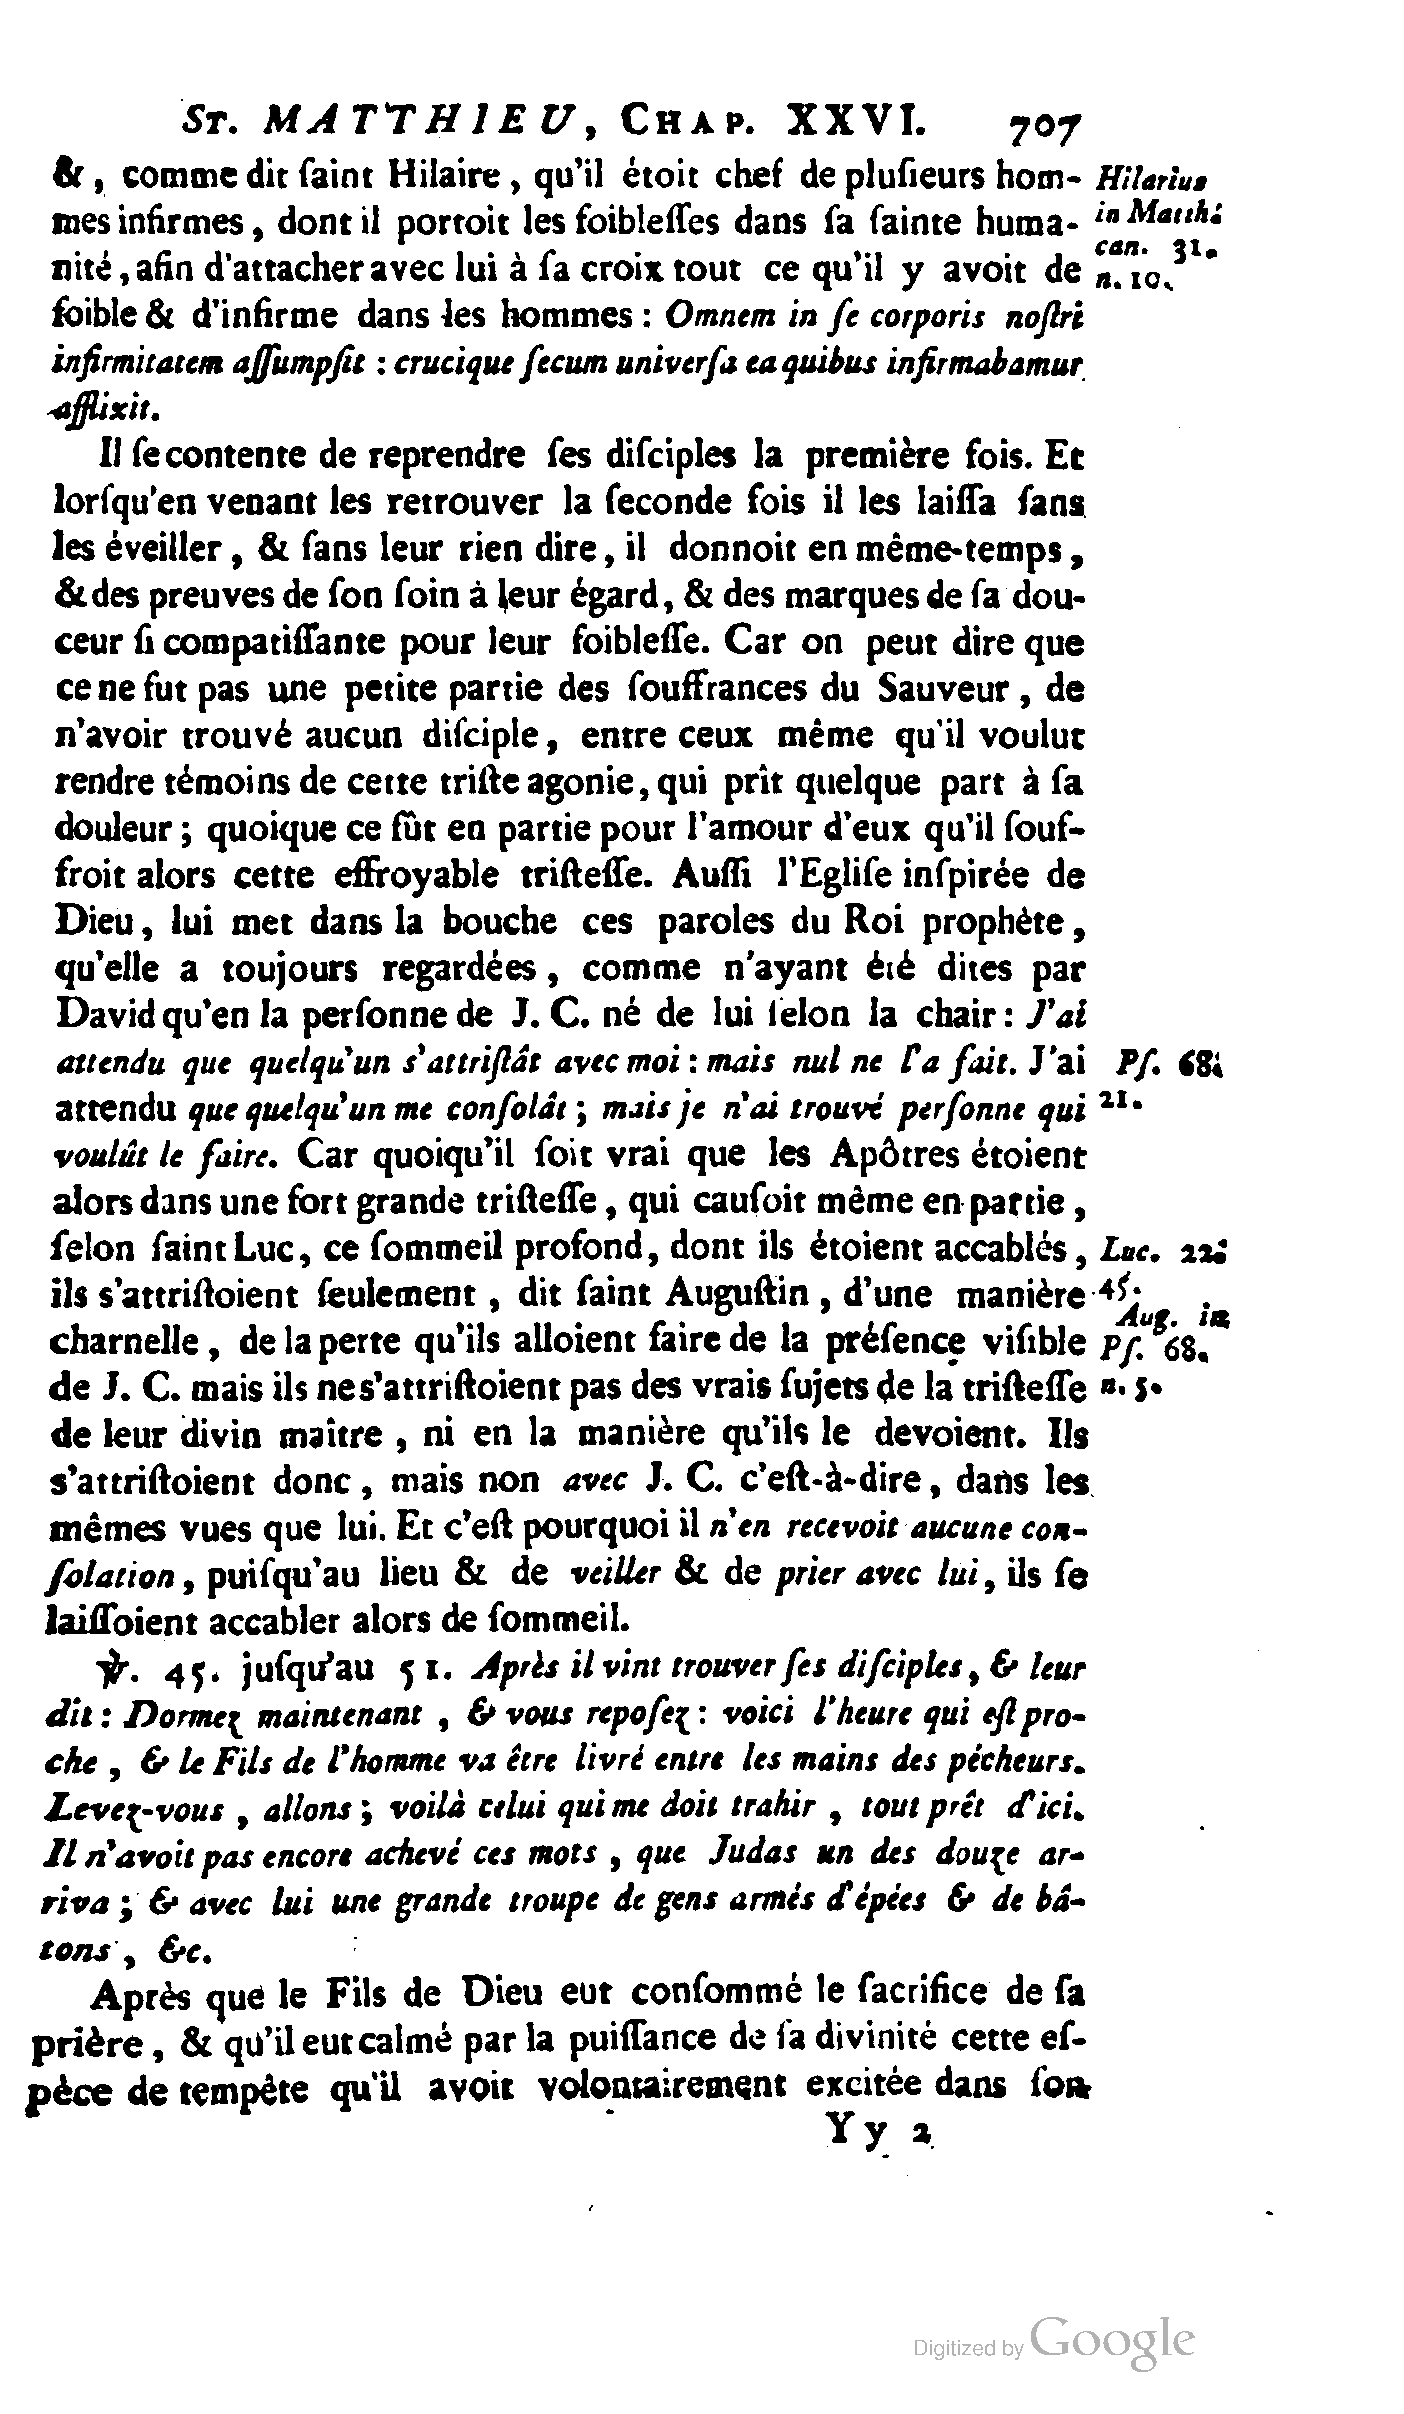 ST. MATTHIEU, CHAP. XXVI. 707
&, comme dit ſaint Hilaire, qu'il étoit chef de pluſieurs hom- Hilarius
mes infirmes, dont il portoit les foibleſſes dans ſa ſainte huma- in Matth.
nité, afin d'attacher avec lui à ſa croix tout ce qu'il y avoit de can. 31. n. 10.
foible & d'infirme dans les hommes : Omnem in ſe corporis noſtri
infirmitatem aſſumpſit : crucique ſecum univerſa ea quibus infirmabamur
afflixit.
Il ſe contente de reprendre ſes diſciples la première fois. Et
lorſqu'en venant les retrouver la ſeconde fois il les laiſſa ſans
les éveiller, & ſans leur rien dire, il donnoit en même-temps,
& des preuves de ſon ſoin à leur égard, & des marques de ſa dou-
ceur ſi compatiſſante pour leur foibleſſe. Car on peut dire que
ce ne fut pas une petite partie des ſouffrances du Sauveur, de
n'avoir trouvé aucun diſciple, entre ceux même qu'il voulut
rendre témoins de cette triſte agonie, qui prît quelque part à ſa
douleur ; quoique ce fût en partie pour l'amour d'eux qu'il ſouf-
froit alors cette effroyable triſteſſe. Auſſi l'Egliſe inſpirée de
Dieu, lui met dans la bouche ces paroles du Roi prophète,
qu'elle a toujours regardées, comme n'ayant été dites par
David qu'en la perſonne de J. C. né de lui ſelon la chair : J'ai
attendu que quelqu'un s'attriſtât avec moi : mais nul ne l'a fait. J'ai Pſ. 68.
attendu que quelqu'un me conſolât ; mais je n'ai trouvé perſonne qui 21.
voulût le faire. Car quoiqu'il ſoit vrai que les Apôtres étoient
alors dans une fort grande triſteſſe, qui cauſoit même en partie,
ſelon ſaint Luc, ce ſommeil profond, dont ils étoient accablés, Luc. 22.
ils s'attriſtoient ſeulement, dit ſaint Auguſtin, d'une manière 45. Aug. in
charnelle, de la perte qu'ils alloient faire de la préſence viſible Pſ. 68.
de J. C. mais ils ne s'attriſtoient pas des vrais ſujets de la triſteſſe n. 5.
de leur divin maître, ni en la manière qu'ils le devoient. Ils
s'attriſtoient donc, mais non avec J. C. c'eſt-à-dire, dans les
mêmes vues que lui. Et c'eſt pourquoi il n'en recevoit aucune con-
ſolation, puiſqu'au lieu & de veiller & de prier avec lui, ils ſe
laiſſoient accabler alors de ſommeil.
℣. 45. juſqu'au 51. Après il vint trouver ſes diſciples, & leur
dit : Dormez maintenant, & vous repoſez : voici l'heure qui eſt pro-
che, & le Fils de l'homme va être livré entre les mains des pécheurs.
Levez-vous, allons ; voilà celui qui me doit trahir, tout prêt d'ici.
Il n'avoit pas encore achevé ces mots, que Judas un des douze ar-
riva ; & avec lui une grande troupe de gens armés d'épées & de bâ-
tons, &c.
Après que le Fils de Dieu eut conſommé le ſacrifice de ſa
prière, & qu'il eut calmé par la puiſſance de ſa divinité cette eſ-
pèce de tempête qu'il avoit volontairement excitée dans ſon
Y y 2
Digitized by Google